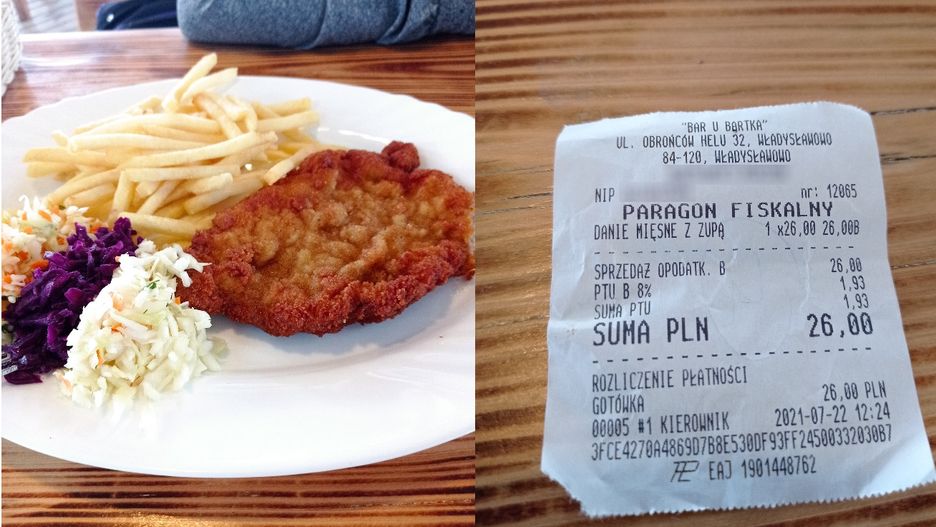 "BAR U BARTKA"
UL. OBROŃCÓW HELU 32, WŁADYSŁAWOWO
84-120, WŁADYSŁAWOWO
NIP nr: 12065
PARAGON FISKALNY
DANIE MIĘSNE Z ZUPĄ 1 x26,00 26,00B
SPRZEDAŻ OPODATK. B 26,00
PTU B 8% 1,93
SUMA PTU 1,93
SUMA PLN 26,00
ROZLICZENIE PŁATNOŚCI
GOTÓWKA 26,00 PLN
00005 #1 KIEROWNIK 2021-07-22 12:24
3FCE4270A4869D7B8E530DF93FF24500332030B7
EAJ 1901448762